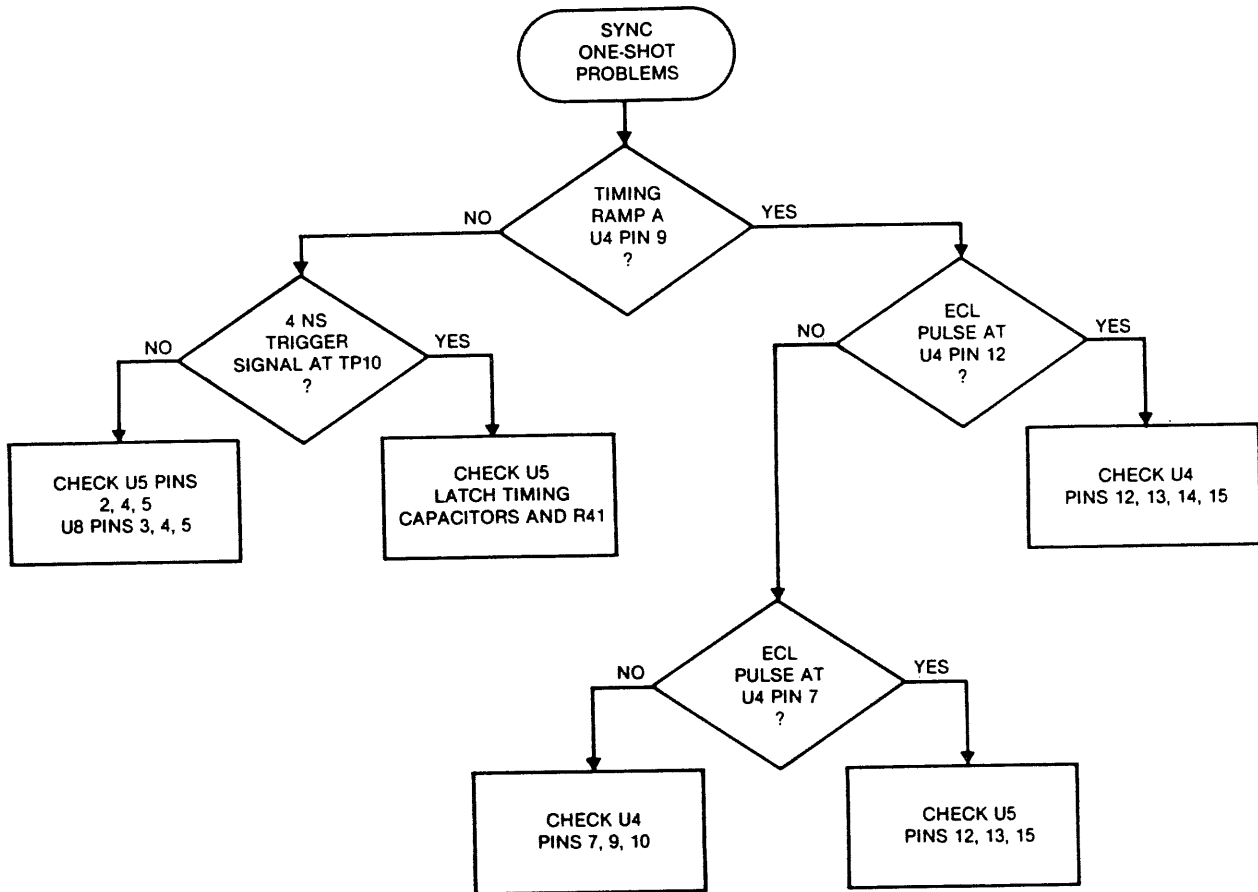 SYNC
ONE-SHOT
PROBLEMS
TIMING
RAMP A
U4 PIN 9
?
NO
YES
4 NS
TRIGGER
SIGNAL AT TP10
?
NO
YES
ECL
PULSE AT
U4 PIN 12
?
NO
YES
CHECK U5 PINS
2, 4, 5
U8 PINS 3, 4, 5
CHECK U5
LATCH TIMING
CAPACITORS AND R41
CHECK U4
PINS 12, 13, 14, 15
ECL
PULSE AT
U4 PIN 7
?
NO
YES
CHECK U4
PINS 7, 9, 10
CHECK U5
PINS 12, 13, 15